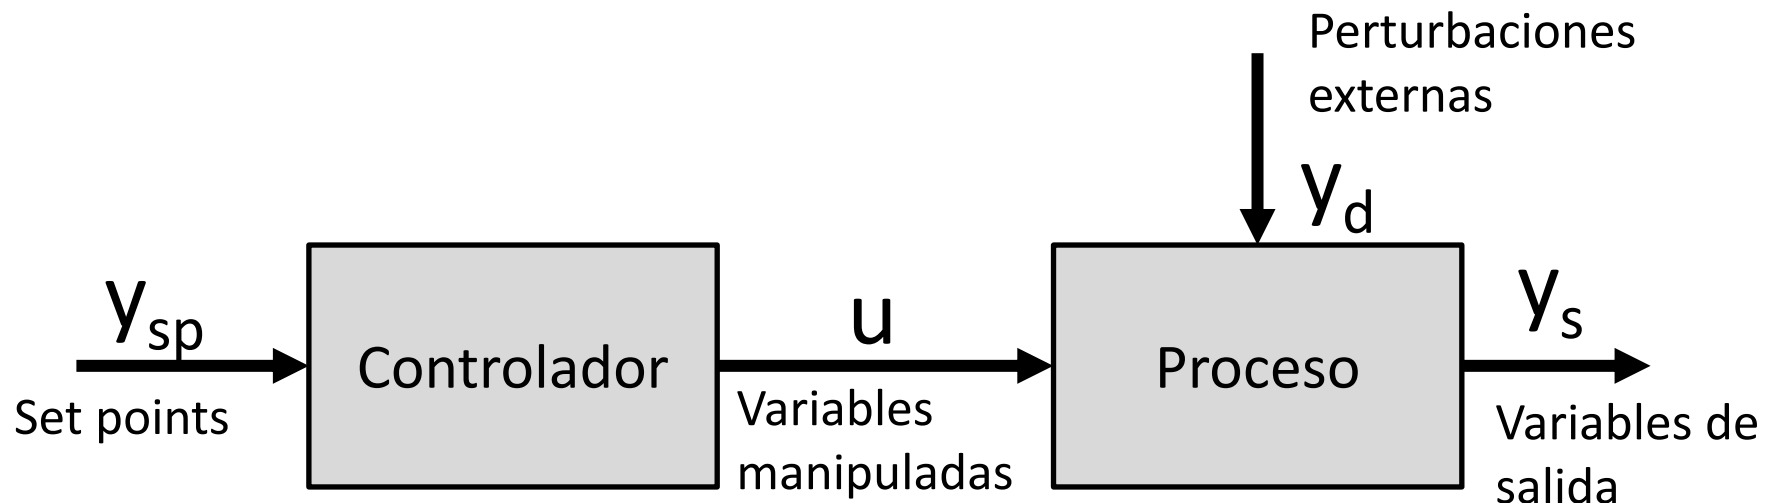 Perturbaciones
externas
yd
ysp
u
ys
Controlador
Proceso
Set points
Variables
manipuladas
Variables de
salida